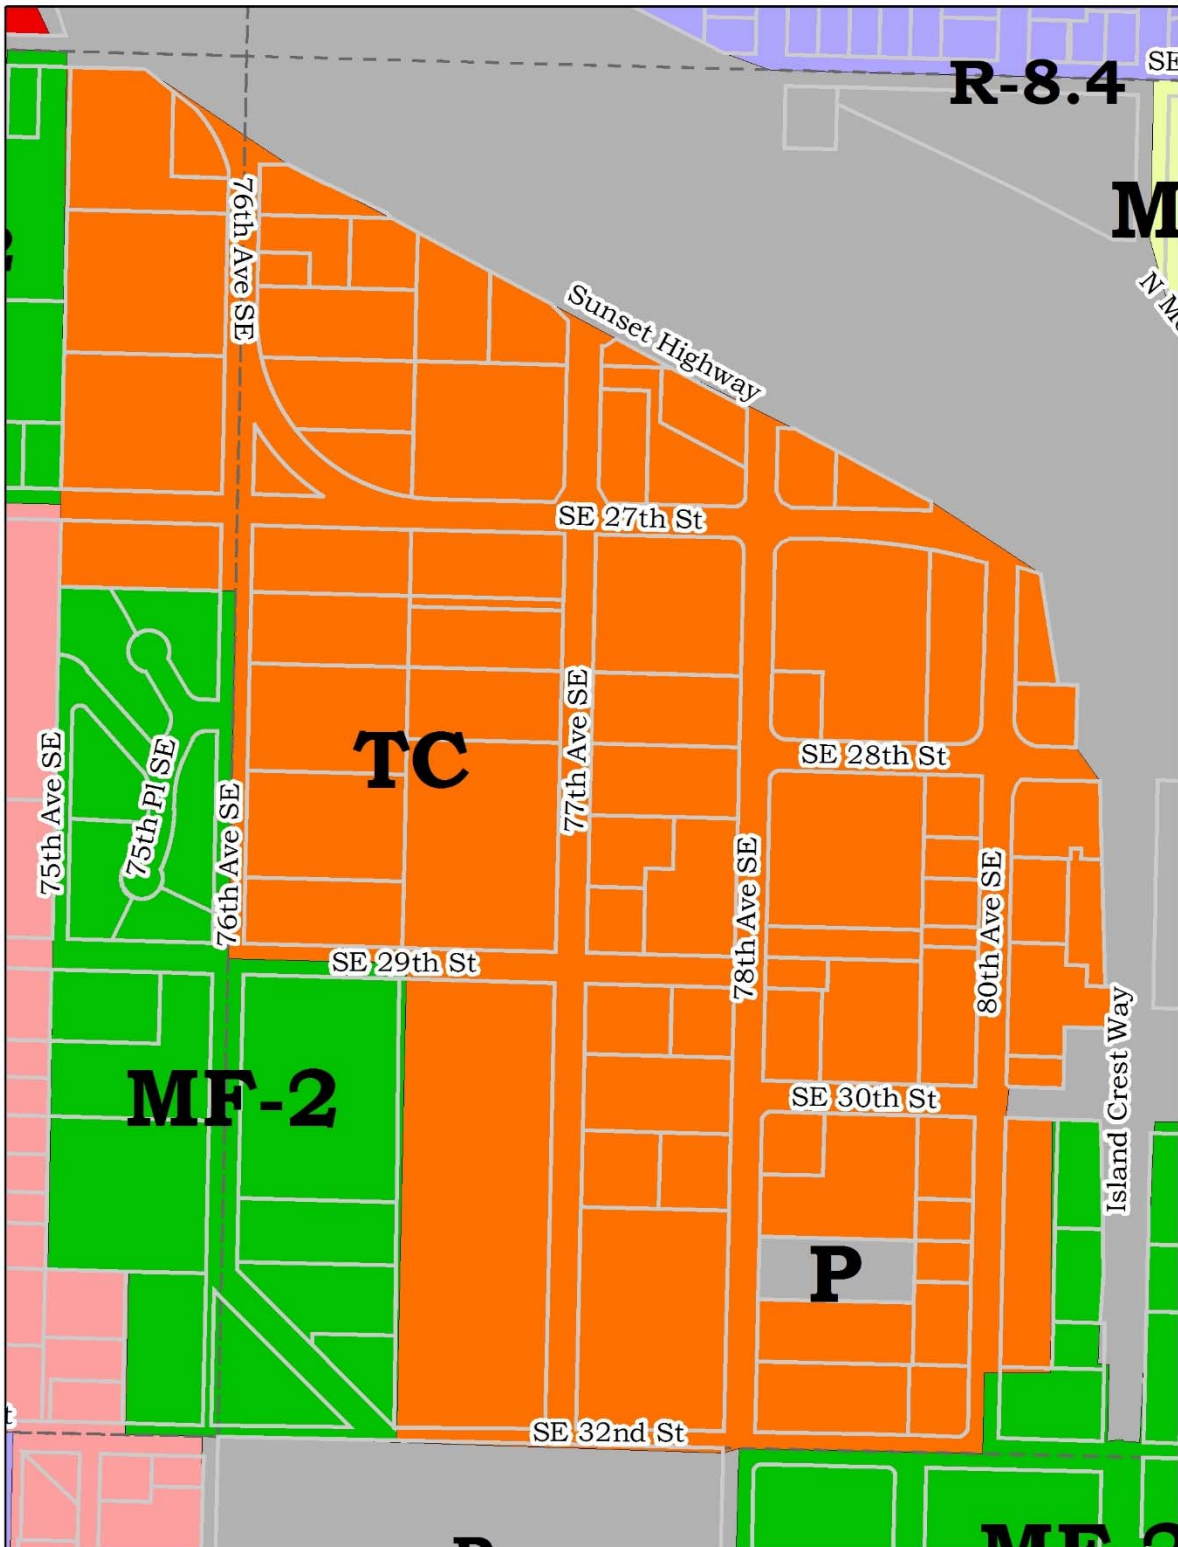 SE
R-8.4
M
2
76th Ave SE
N Me
Sunset Highway
SE 27th St
TC
77th Ave SE
SE 28th St
75th Ave SE
75th Pl SE
76th Ave SE
78th Ave SE
80th Ave SE
SE 29th St
Island Crest Way
MF-2
SE 30th St
P
t
SE 32nd St